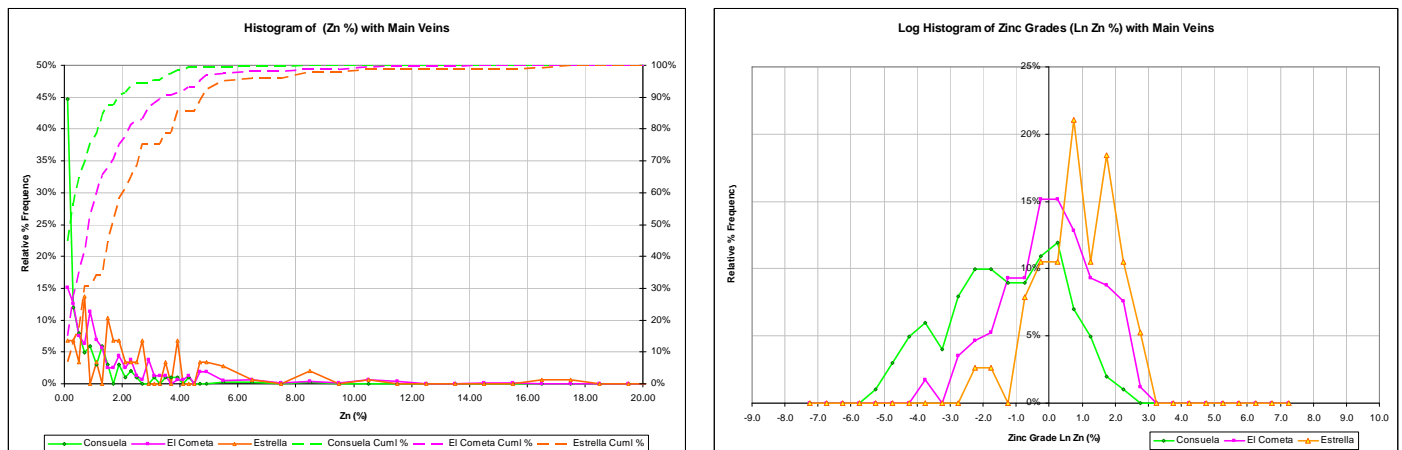 Histogram of (Zn %) with Main Veins
50% 100%
45% 90%
40% 80%
35% 70%
30% 60%
25% 50%
20% 40%
15% 30%
10% 20%
5% 10%
0% 0%
Relative % Frequency
0.00 2.00 4.00 6.00 8.00 10.00 12.00 14.00 16.00 18.00 20.00
Zn (%)
Consuela El Cometa Estrella Consuela Cuml % El Cometa Cuml % Estrella Cuml %
Log Histogram of Zinc Grades (Ln Zn %) with Main Veins
25%
20%
15%
10%
5%
0%
Relative % Frequency
-9.0 -8.0 -7.0 -6.0 -5.0 -4.0 -3.0 -2.0 -1.0 0.0 1.0 2.0 3.0 4.0 5.0 6.0 7.0 8.0 9.0 10.0
Zinc Grade Ln Zn (%)
Consuela El Cometa Estrella